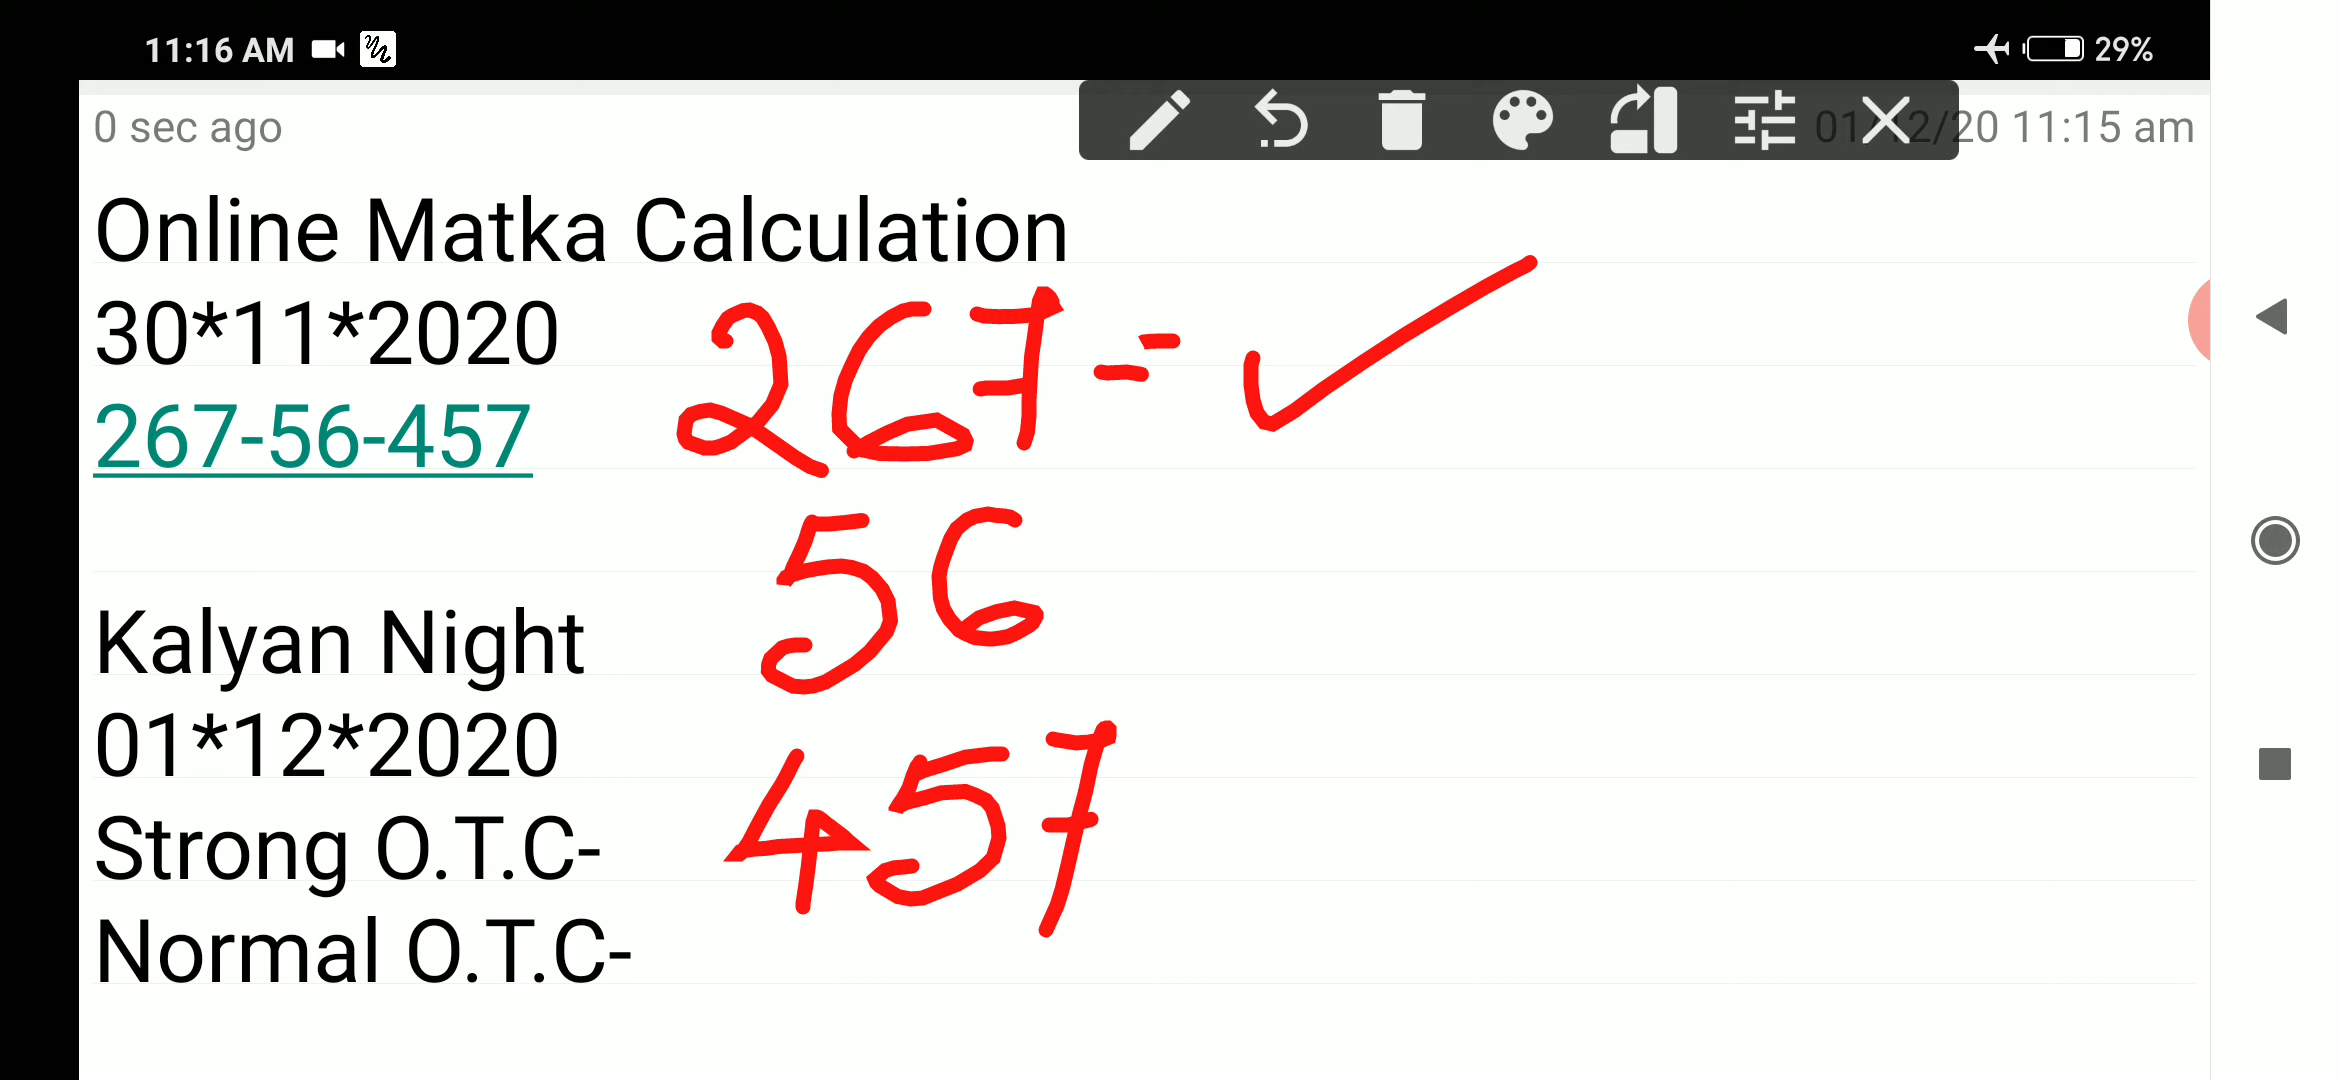 11:16 AM 29%
0 sec ago 01/12/20 11:15 am
Online Matka Calculation
30*11*2020
267-56-457
267=
56
Kalyan Night
01*12*2020
457
Strong O.T.C-
Normal O.T.C-